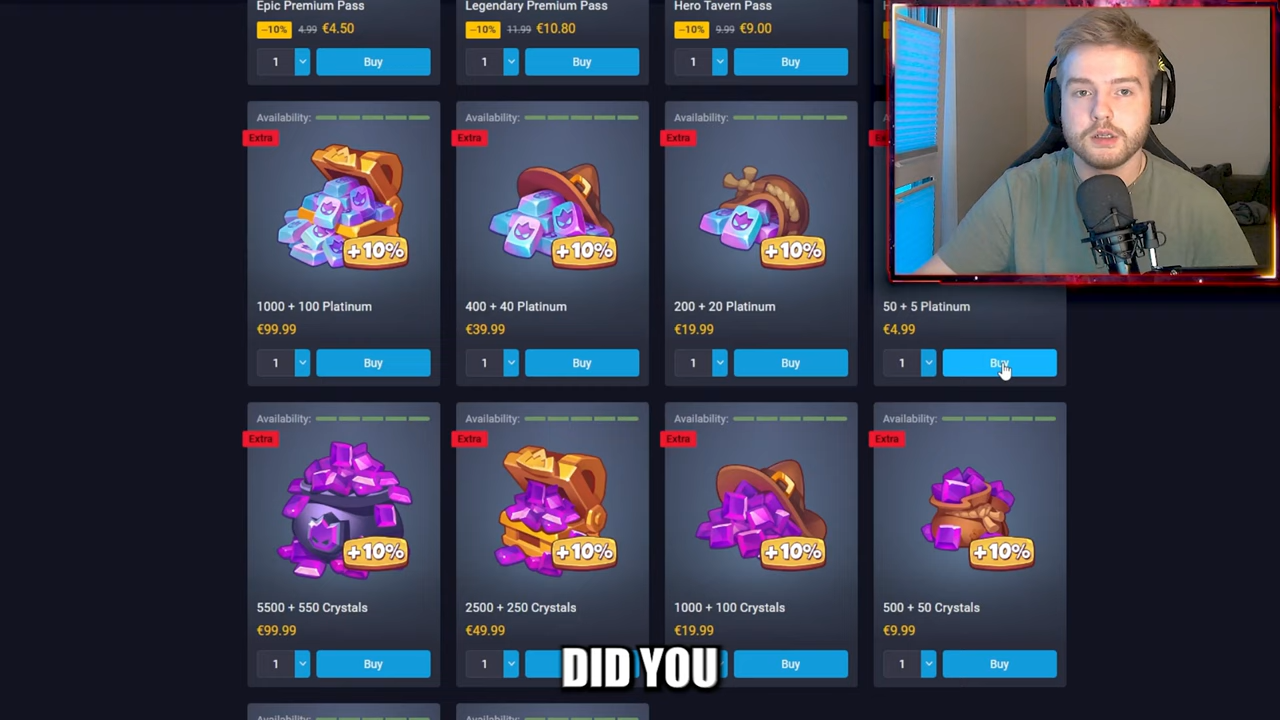 Epic Premium Pass
-10% 4.99 €4.50
1 Buy
Legendary Premium Pass
-10% 11.99 €10.80
1 Buy
Hero Tavern Pass
-10% 9.99 €9.00
1 Buy
Availability:
Extra
+10%
1000 + 100 Platinum
€99.99
1 Buy
Availability:
Extra
+10%
400 + 40 Platinum
€39.99
1 Buy
Availability:
Extra
+10%
200 + 20 Platinum
€19.99
1 Buy
50 + 5 Platinum
€4.99
1 Buy
Availability:
Extra
+10%
5500 + 550 Crystals
€99.99
1 Buy
Availability:
Extra
+10%
2500 + 250 Crystals
€49.99
1
Availability:
Extra
+10%
1000 + 100 Crystals
€19.99
Buy
Availability:
Extra
+10%
500 + 50 Crystals
€9.99
1 Buy
DID YOU
Availability:
Availability: